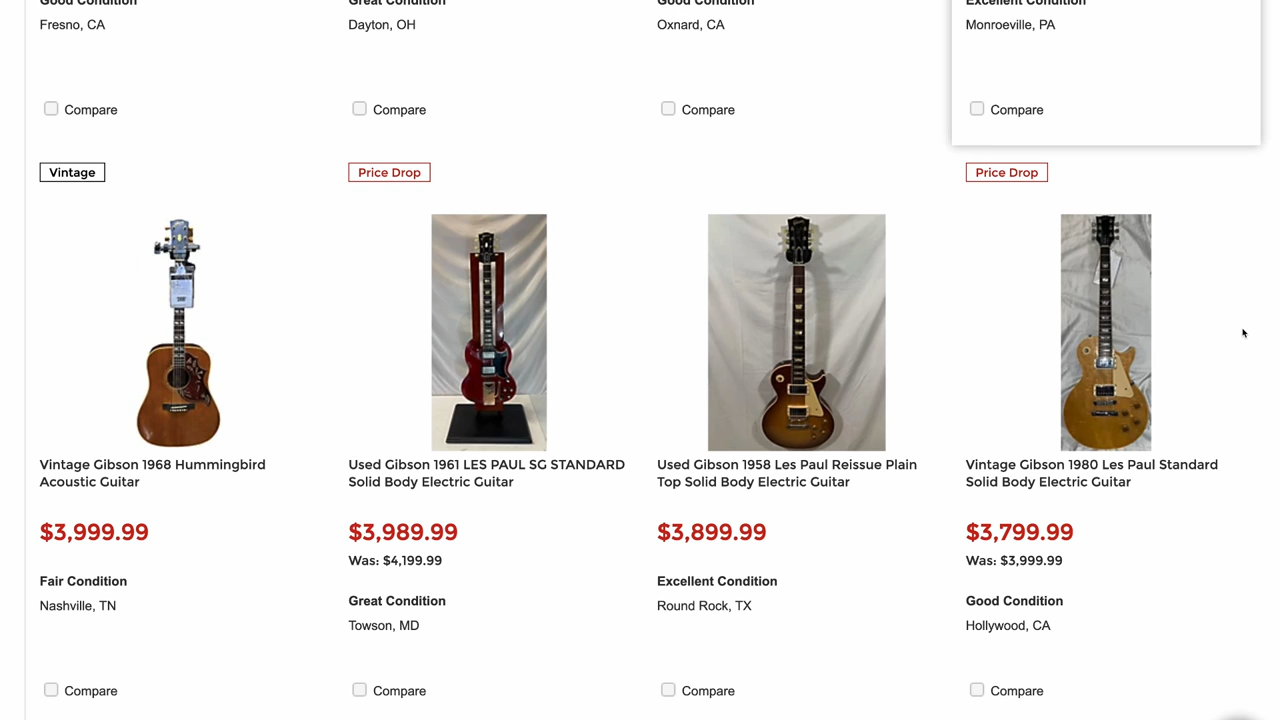 Good Condition
Great Condition
Good Condition
Excellent Condition
Fresno, CA
Dayton, OH
Oxnard, CA
Monroeville, PA
Compare
Compare
Compare
Compare
Vintage
Price Drop
Price Drop
Vintage Gibson 1968 Hummingbird
Acoustic Guitar
$3,999.99
Fair Condition
Nashville, TN
Compare
Used Gibson 1961 LES PAUL SG STANDARD
Solid Body Electric Guitar
$3,989.99
Was: $4,199.99
Great Condition
Towson, MD
Compare
Used Gibson 1958 Les Paul Reissue Plain
Top Solid Body Electric Guitar
$3,899.99
Excellent Condition
Round Rock, TX
Compare
Vintage Gibson 1980 Les Paul Standard
Solid Body Electric Guitar
$3,799.99
Was: $3,999.99
Good Condition
Hollywood, CA
Compare